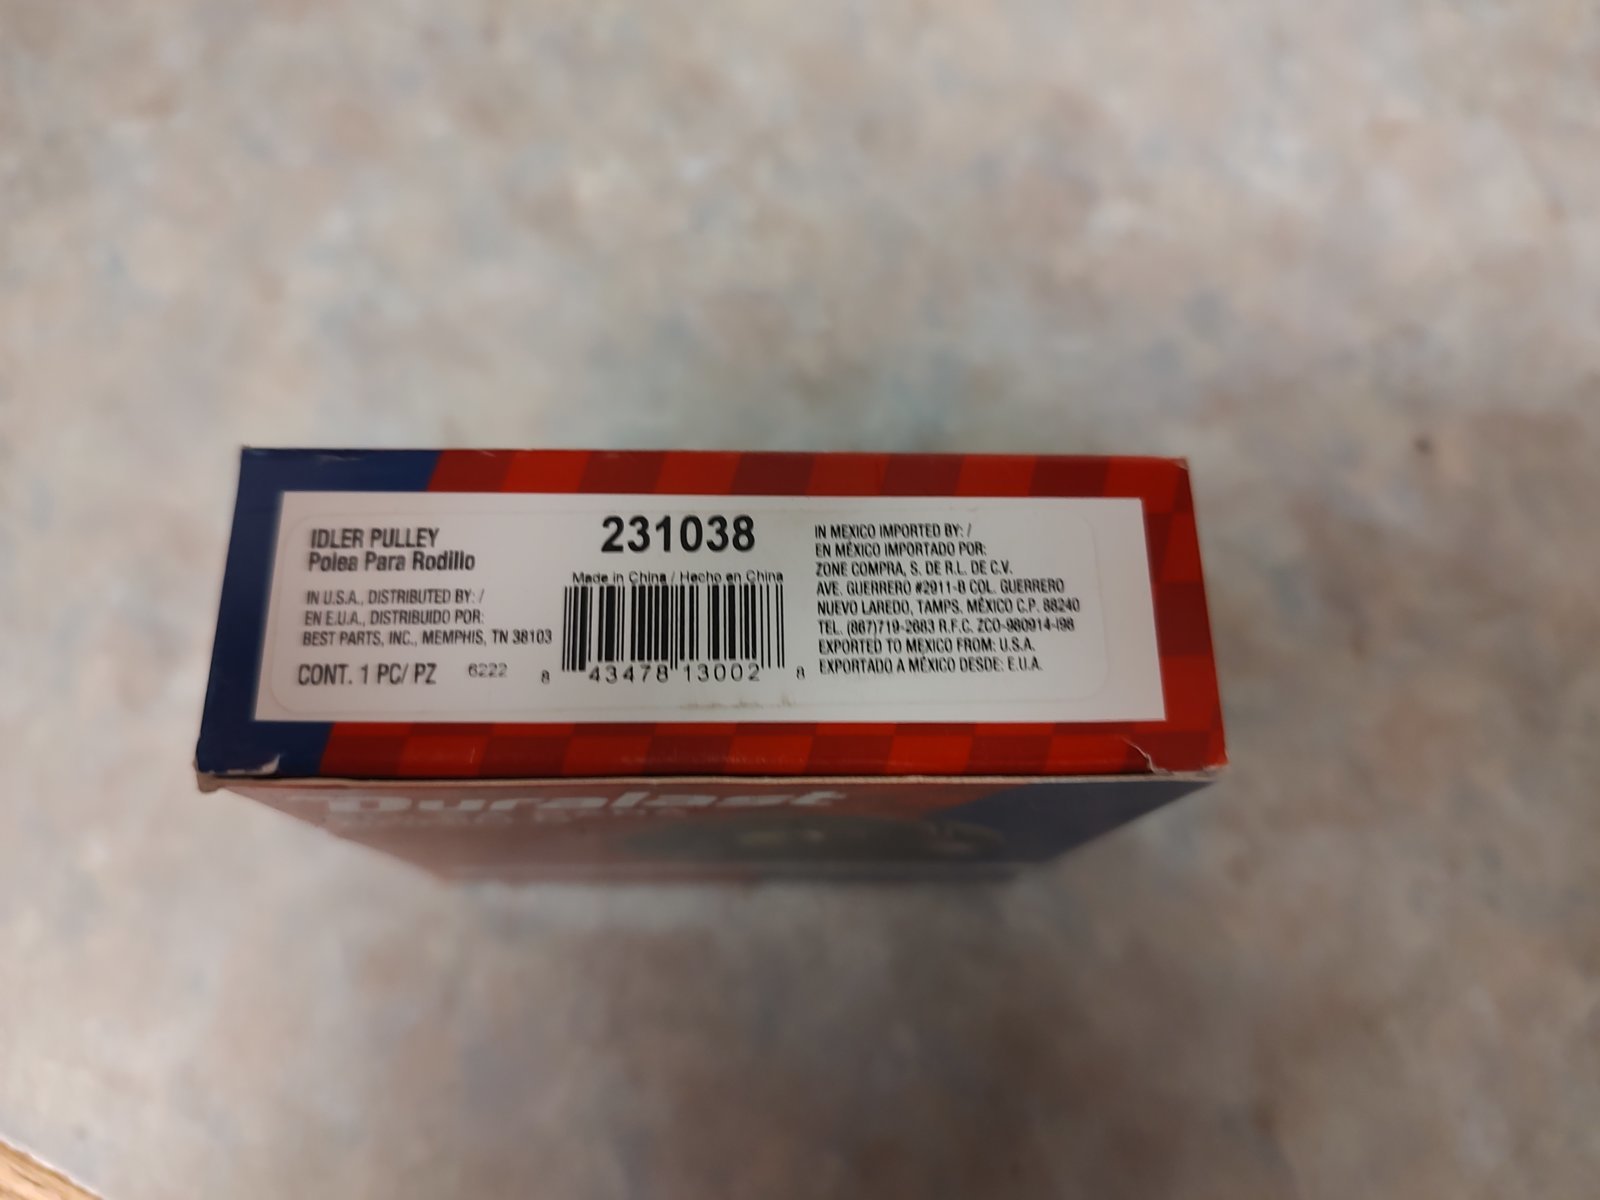 IDLER PULLEY
Polea Para Rodillo
IN U.S.A., DISTRIBUTED BY: /
EN E.U.A., DISTRIBUIDO POR:
BEST PARTS, INC., MEMPHIS, TN 38103
CONT. 1 PC/ PZ 6222
231038
Made in China / Hecho en China
8 43478 13002 8
IN MEXICO IMPORTED BY: /
EN MÉXICO IMPORTADO POR:
ZONE COMPRA, S. DE R.L. DE C.V.
AVE. GUERRERO #2911-B COL. GUERRERO
NUEVO LAREDO, TAMPS. MÉXICO C.P. 88240
TEL. (867)719-2683 R.F.C. ZCO-980914-I98
EXPORTED TO MEXICO FROM: U.S.A.
EXPORTADO A MÉXICO DESDE: E.U.A.
Duralast